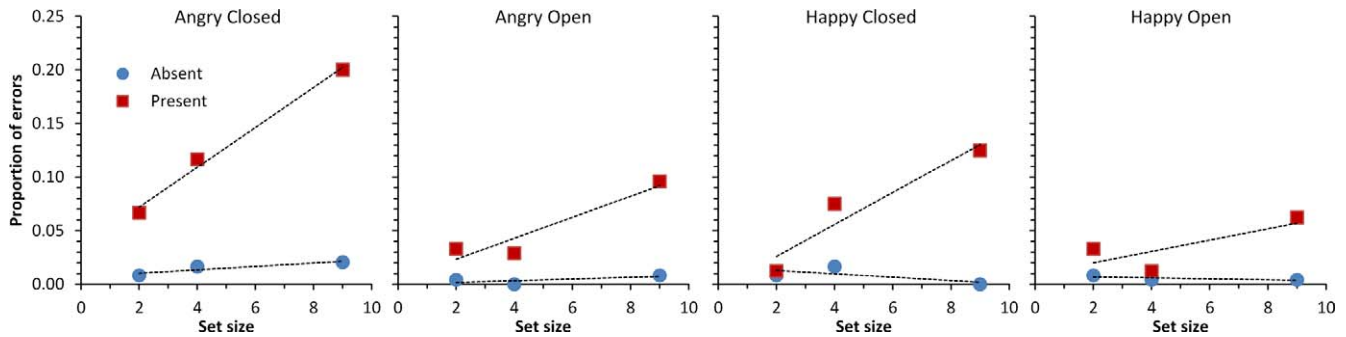 Angry Closed
Angry Open
Happy Closed
Happy Open
0.25
0.20
0.15
0.10
0.05
0.00
Proportion of errors
Absent
Present
0 2 4 6 8 10
0 2 4 6 8 10
0 2 4 6 8 10
0 2 4 6 8 10
Set size
Set size
Set size
Set size